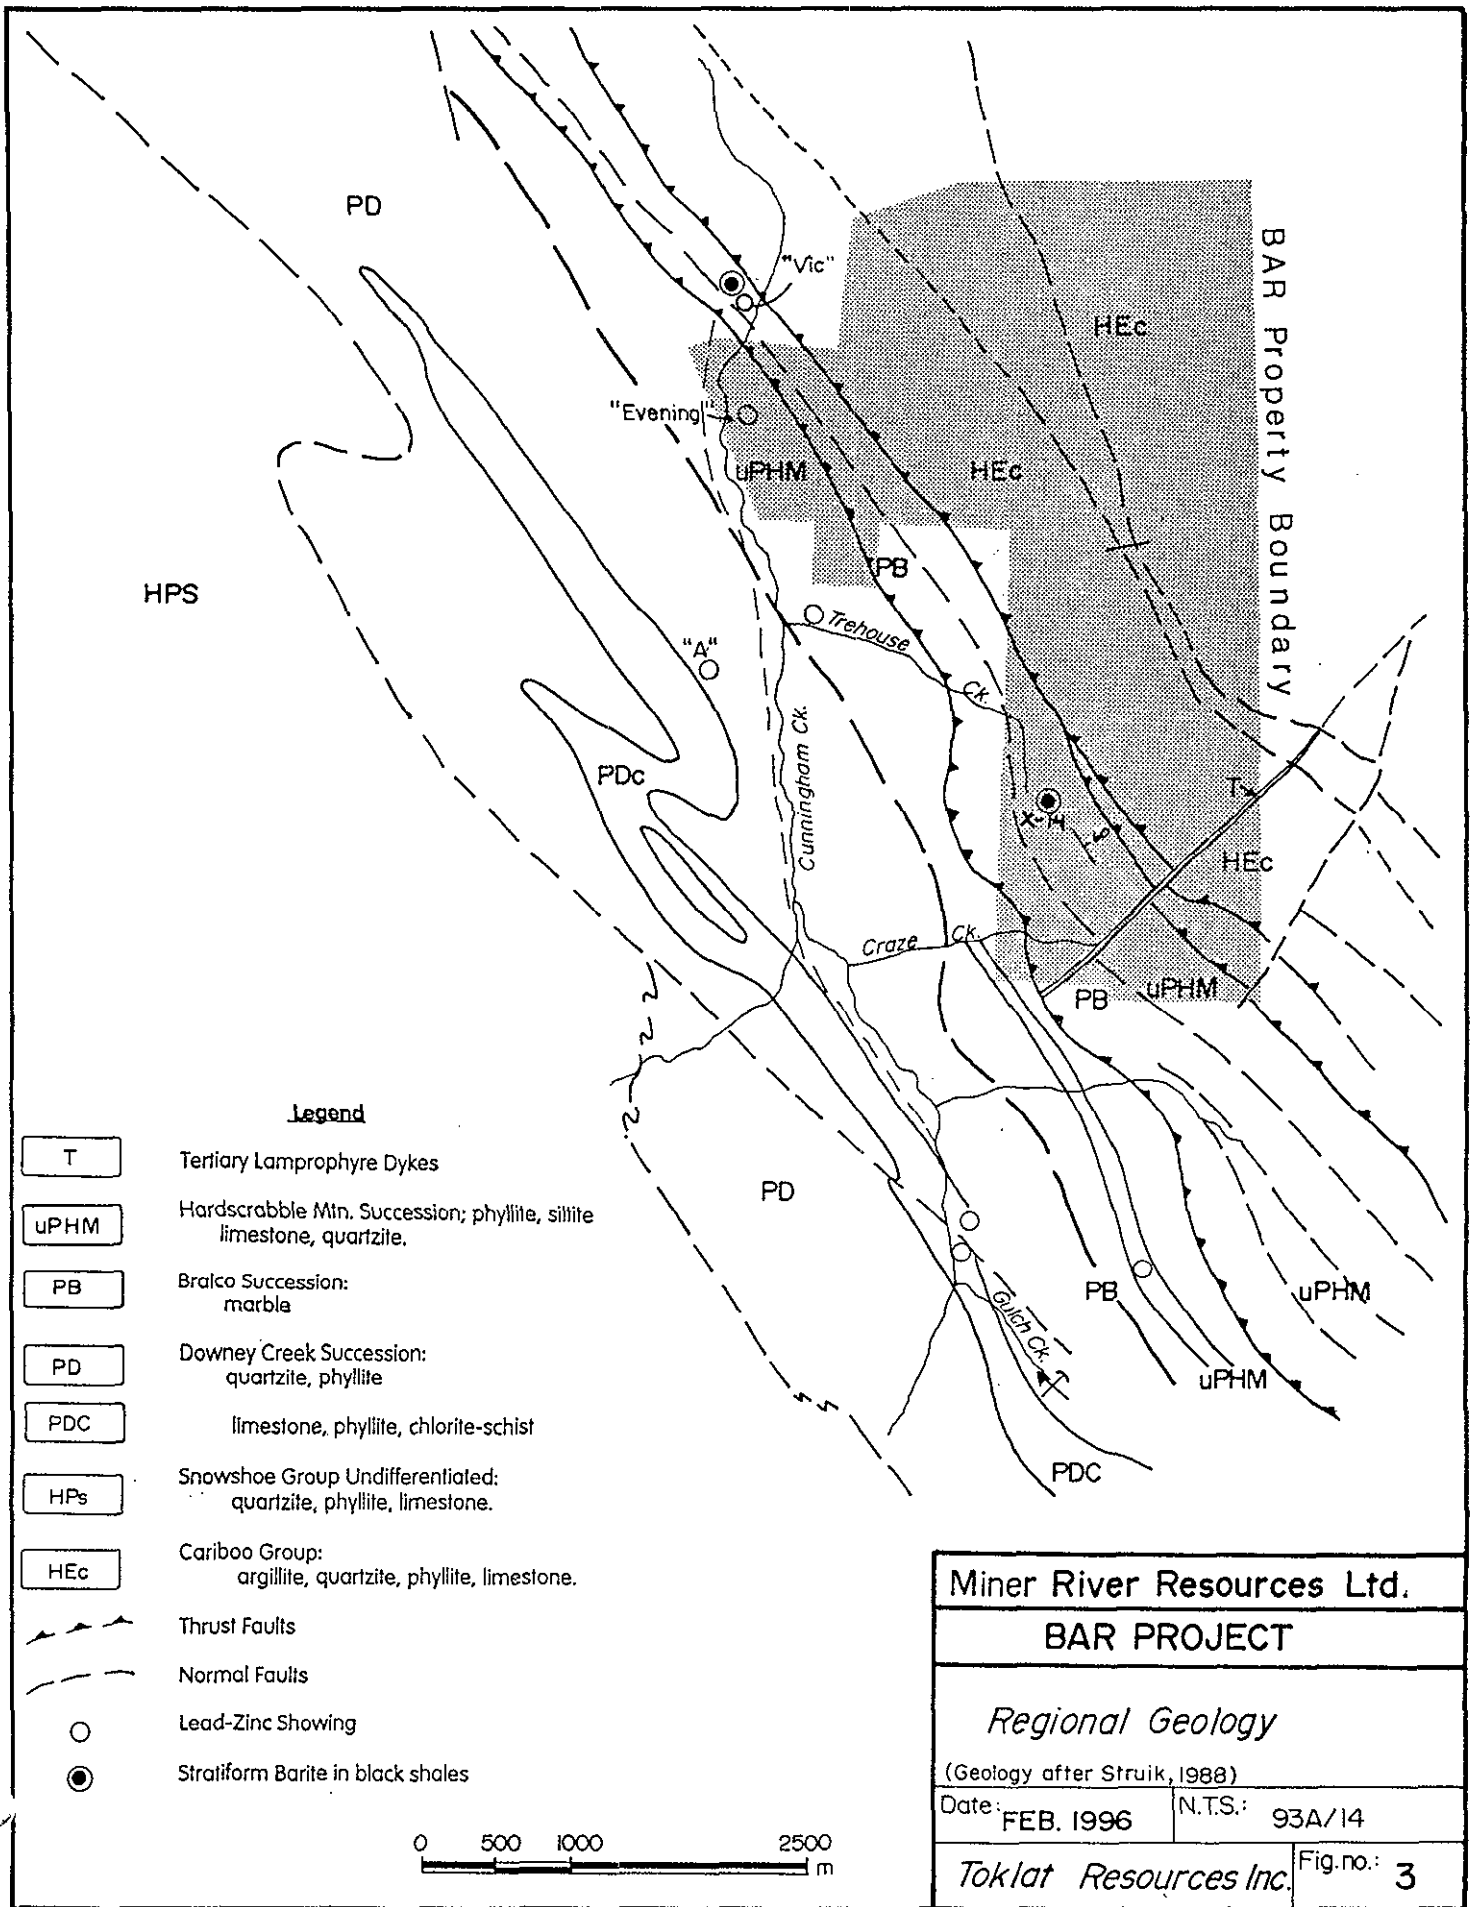 PD
"Vic"
HEc
"Evening"
uPHM
HEc
BAR Property Boundary
PB
HPS
Trehouse Ck.
"A"
Cunningham Ck.
PDc
T
X-14
HEc
Craze Ck.
PB
uPHM
PD
PB
uPHM
Gulch Ck.
uPHM
PDC
Legend
T
Tertiary Lamprophyre Dykes
uPHM
Hardscrabble Mtn. Succession; phyllite, siltite
limestone, quartzite.
PB
Bralco Succession:
marble
PD
Downey Creek Succession:
quartzite, phyllite
PDC
limestone, phyllite, chlorite-schist
HPs
Snowshoe Group Undifferentiated:
quartzite, phyllite, limestone.
HEc
Cariboo Group:
argillite, quartzite, phyllite, limestone.
Thrust Faults
Normal Faults
Lead-Zinc Showing
Stratiform Barite in black shales
0 500 1000 2500
m
Miner River Resources Ltd.
BAR PROJECT
Regional Geology
(Geology after Struik, 1988)
Date: FEB. 1996
N.T.S.: 93A/14
Toklat Resources Inc.
Fig. no.: 3